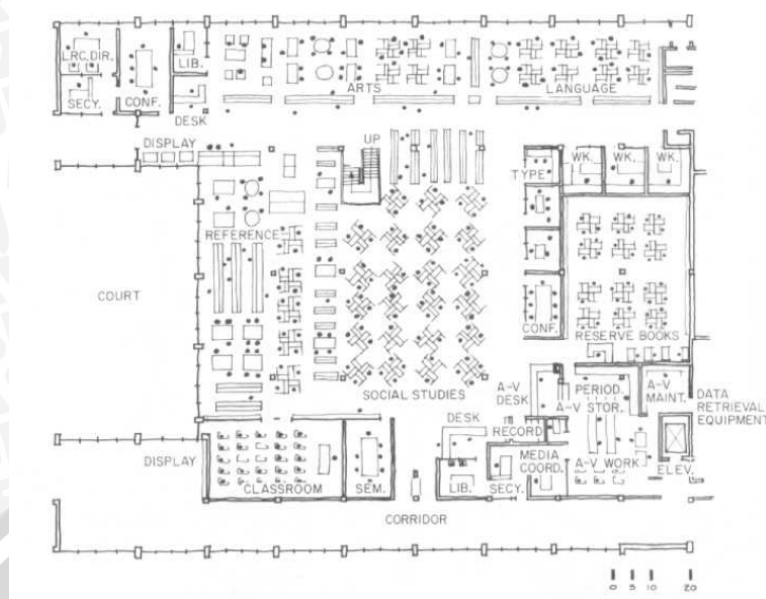 LRC. DIR.
LIB.
SECY.
CONF.
ARTS
LANGUAGE
DESK
DISPLAY
UP
TYPE
WK.
WK.
WK.
REFERENCE
COURT
CONF.
RESERVE BOOKS
SOCIAL STUDIES
A-V
DESK
PERIOD.
A-V STOR.
A-V
MAINT.
DATA
RETRIEVAL
EQUIPMENT
DESK
RECORD
DISPLAY
CLASSROOM
SEM.
LIB.
SECY.
MEDIA
COORD.
A-V WORK
ELEV.
CORRIDOR
0 5 10 20